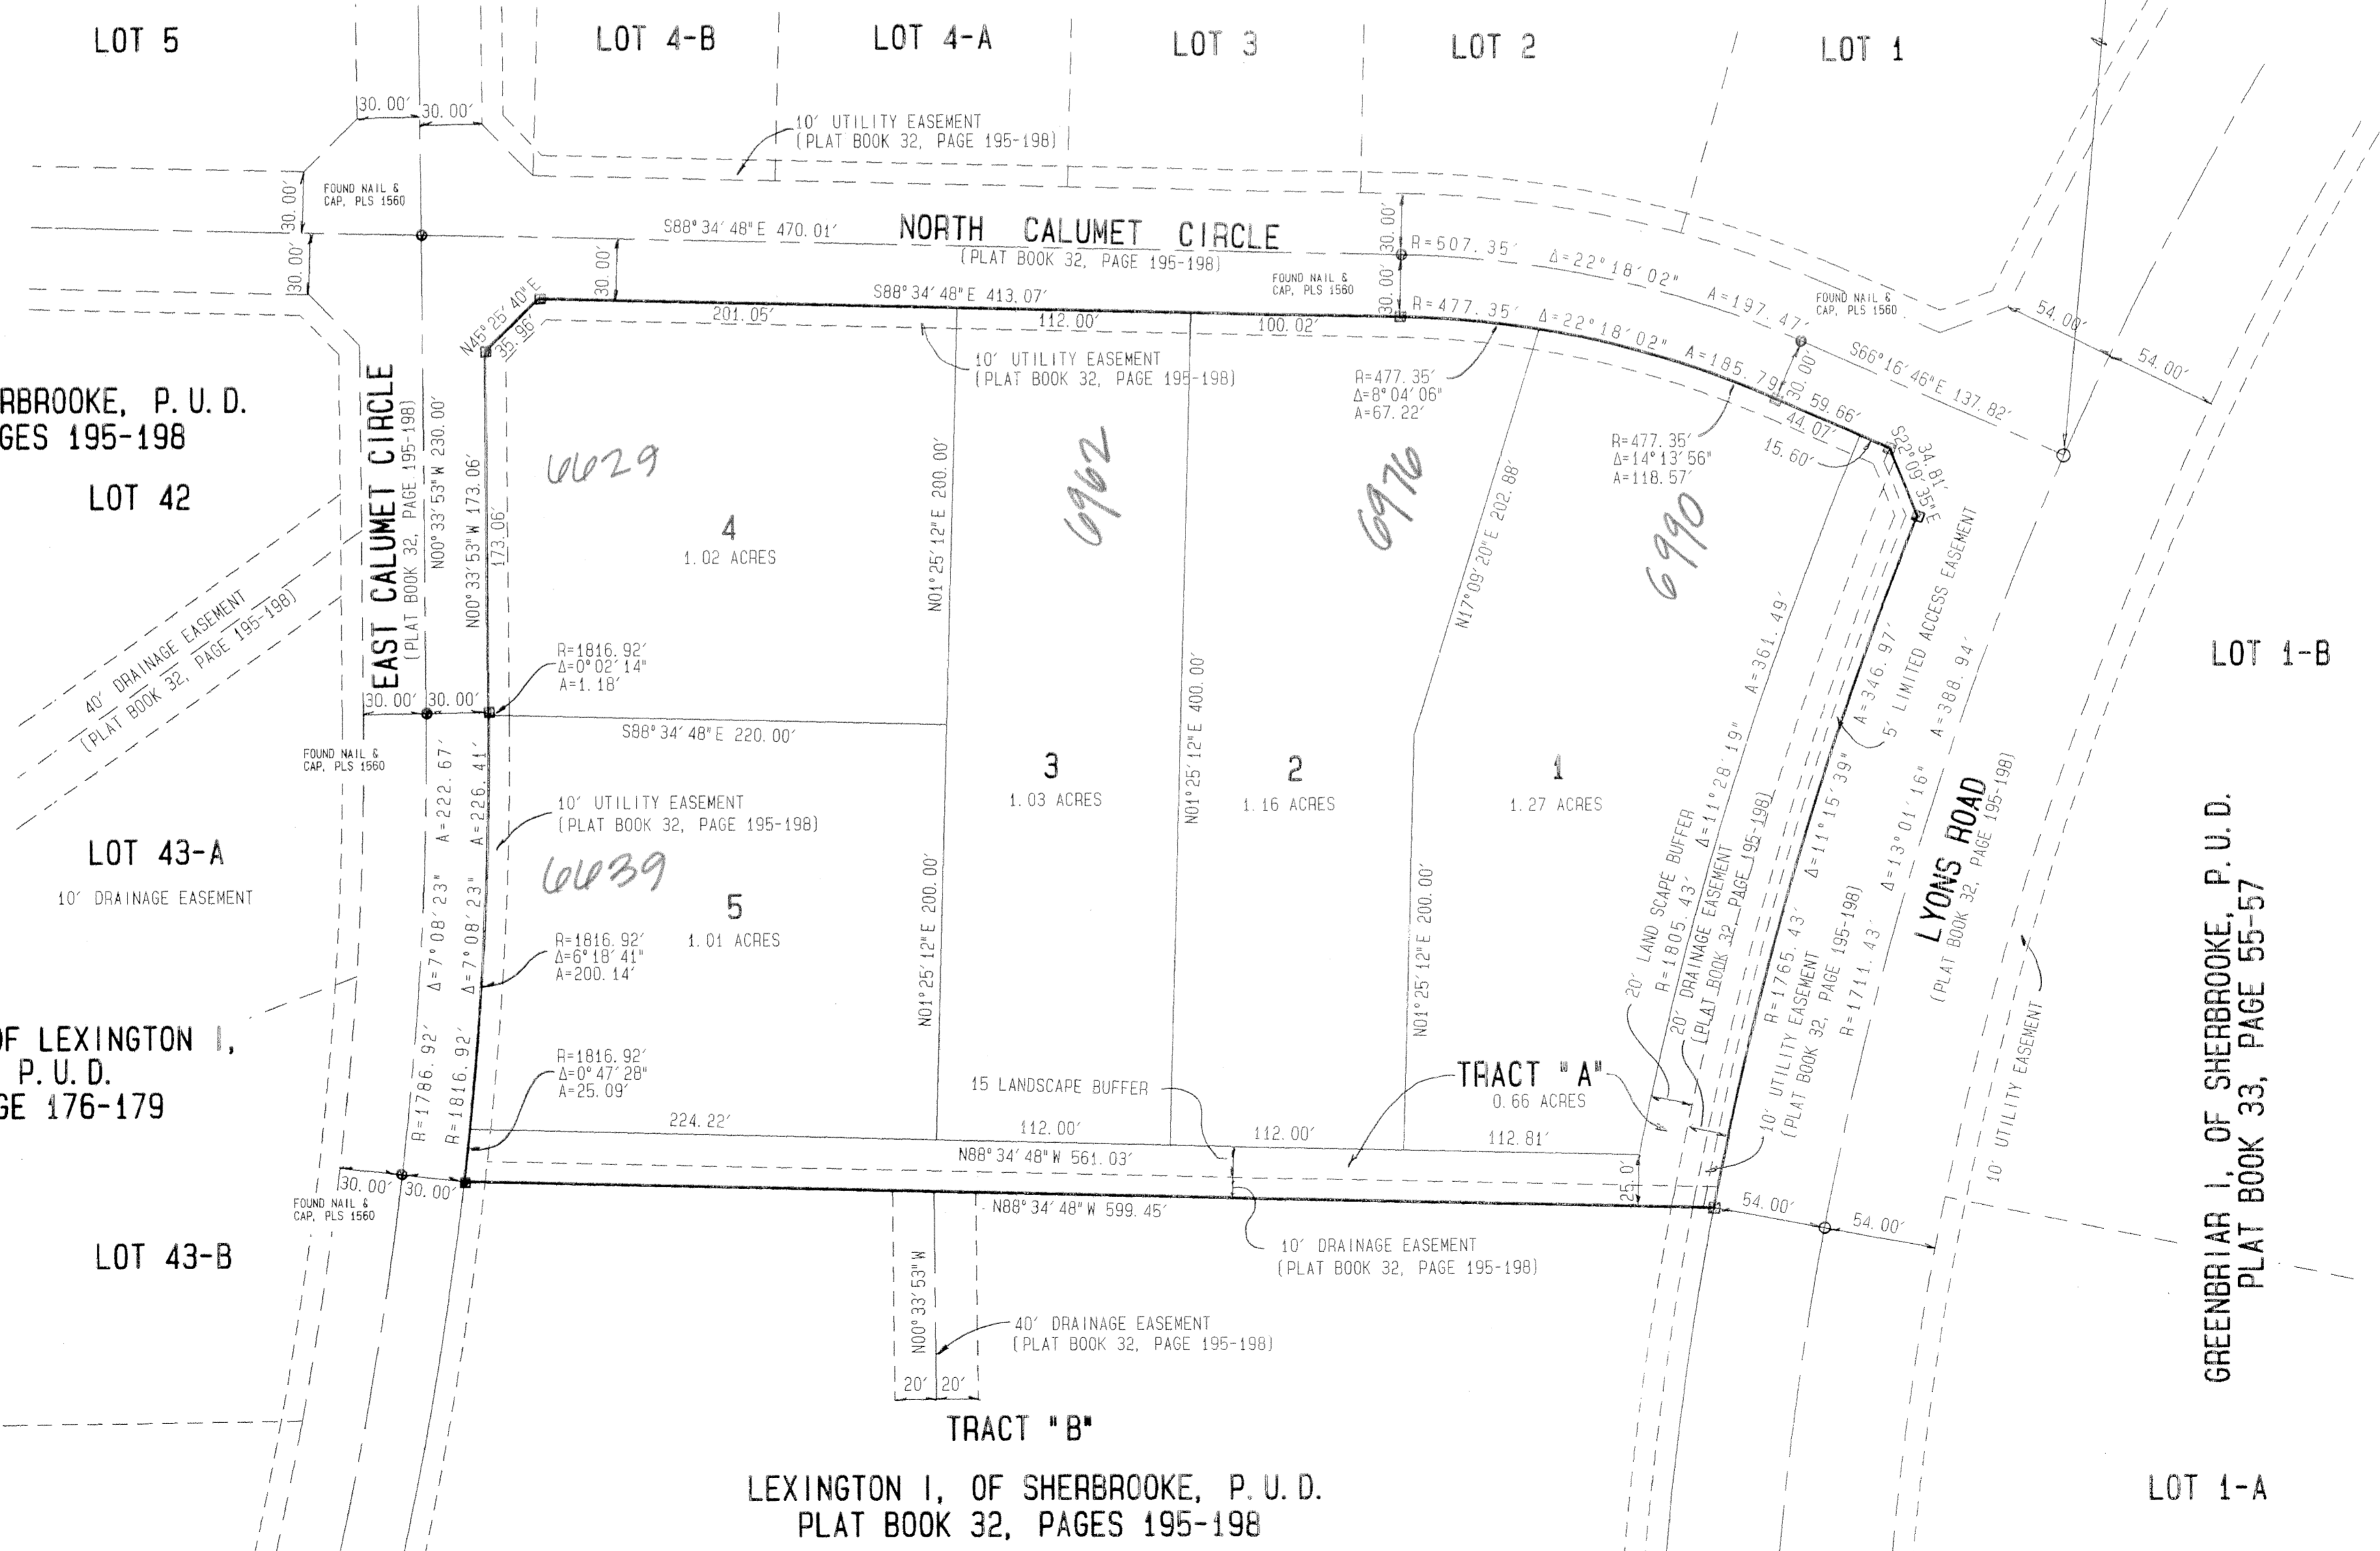 LOT 5
LOT 4-B
LOT 4-A
LOT 3
LOT 2
LOT 1
30.00′
30.00′
10′ UTILITY EASEMENT
(PLAT BOOK 32, PAGE 195-198)
FOUND NAIL &
CAP, PLS 1560
30.00′
30.00′
S88°34′48"E 470.01′
NORTH CALUMET CIRCLE
(PLAT BOOK 32, PAGE 195-198)
30.00′
30.00′
30.00′
FOUND NAIL &
CAP, PLS 1560
R=507.35′ Δ=22°18′02" A=197.47′
FOUND NAIL &
CAP, PLS 1560
54.00′
54.00′
N45°25′40"E
35.96′
S88°34′48"E 413.07′
201.05′
112.00′
100.02′
R=477.35′ Δ=22°18′02" A=185.79′
30.00′
S66°16′46"E 137.82′
59.66′
44.07′
15.60′
S22°09′35"E
34.81′
10′ UTILITY EASEMENT
(PLAT BOOK 32, PAGE 195-198)
R=477.35′
Δ=8°04′06"
A=67.22′
R=477.35′
Δ=14°13′56"
A=118.57′
RBROOKE, P.U.D.
GES 195-198
LOT 42
EAST CALUMET CIRCLE
(PLAT BOOK 32, PAGE 195-198)
N00°33′53"W 230.00′
N00°33′53"W 173.06′
173.06′
6629
6962
6976
6990
4
1.02 ACRES
N01°25′12"E 200.00′
N01°25′12"E 400.00′
N17°09′20"E 202.88′
40′ DRAINAGE EASEMENT
(PLAT BOOK 32, PAGE 195-198)
R=1816.92′
Δ=0°02′14"
A=1.18′
30.00′
30.00′
S88°34′48"E 220.00′
FOUND NAIL &
CAP, PLS 1560
5′ LIMITED ACCESS EASEMENT
LOT 1-B
3
1.03 ACRES
2
1.16 ACRES
1
1.27 ACRES
10′ UTILITY EASEMENT
(PLAT BOOK 32, PAGE 195-198)
LOT 43-A
10′ DRAINAGE EASEMENT
6639
5
1.01 ACRES
R=1786.92′ Δ=7°08′23" A=222.67′
R=1816.92′ Δ=7°08′23" A=226.41′
R=1816.92′
Δ=6°18′41"
A=200.14′
R=1816.92′
Δ=0°47′28"
A=25.09′
N01°25′12"E 200.00′
N01°25′12"E 200.00′
20′ LAND SCAPE BUFFER
R=1805.43′ Δ=11°28′19" A=361.49′
20′ DRAINAGE EASEMENT
(PLAT BOOK 32, PAGE 195-198)
R=1765.43′ Δ=11°15′39" A=346.97′
10′ UTILITY EASEMENT
(PLAT BOOK 32, PAGE 195-198)
R=1711.43′ Δ=13°01′16" A=388.94′
LYONS ROAD
(PLAT BOOK 32, PAGE 195-198)
10′ UTILITY EASEMENT
GREENBRIAR I, OF SHERBROOKE, P.U.D.
PLAT BOOK 33, PAGE 55-57
OF LEXINGTON I,
P.U.D.
GE 176-179
15 LANDSCAPE BUFFER
TRACT "A"
0.66 ACRES
224.22′
112.00′
112.00′
112.81′
N88°34′48"W 561.03′
25.0′
30.00′
30.00′
FOUND NAIL &
CAP, PLS 1560
N88°34′48"W 599.45′
54.00′
54.00′
10′ DRAINAGE EASEMENT
(PLAT BOOK 32, PAGE 195-198)
LOT 43-B
N00°33′53"W
40′ DRAINAGE EASEMENT
(PLAT BOOK 32, PAGE 195-198)
20′
20′
TRACT "B"
LEXINGTON I, OF SHERBROOKE, P.U.D.
PLAT BOOK 32, PAGES 195-198
LOT 1-A